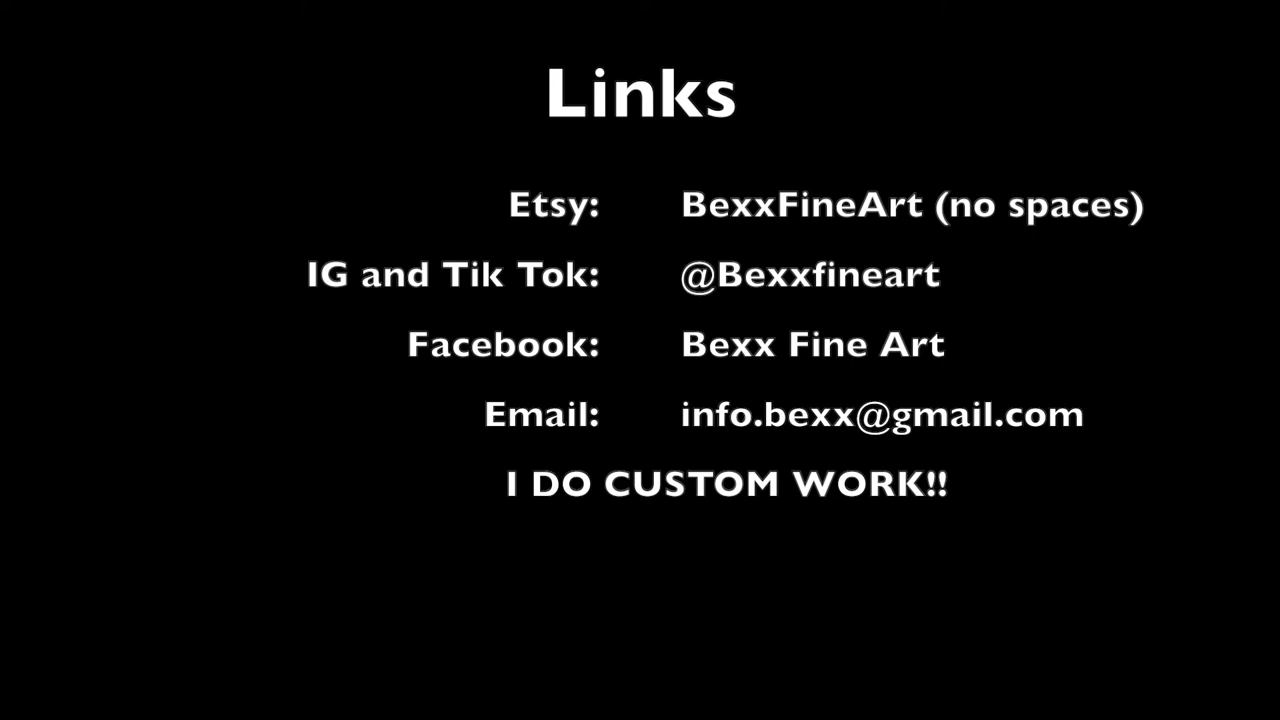 Links
Etsy: BexxFineArt (no spaces)
IG and Tik Tok: @Bexxfineart
Facebook: Bexx Fine Art
Email: info.bexx@gmail.com
I DO CUSTOM WORK!!